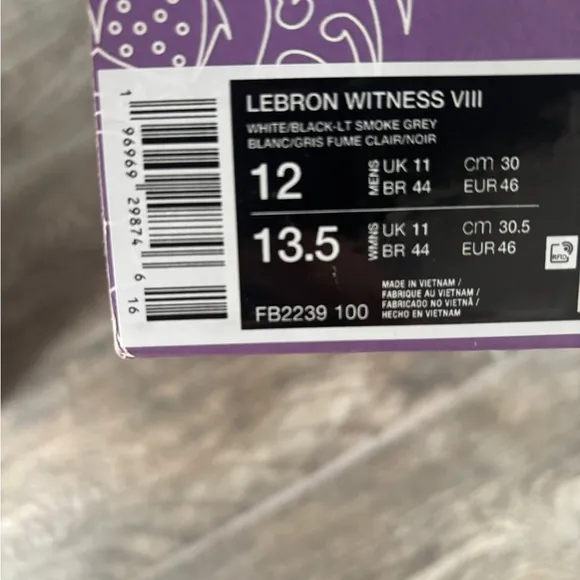 LEBRON WITNESS VIII
WHITE/BLACK-LT SMOKE GREY
BLANC/GRIS FUME CLAIR/NOIR
12 MENS UK 11 cm 30
BR 44 EUR 46
13.5 WMNS UK 11 cm 30.5
BR 44 EUR 46
RFID
FB2239 100
MADE IN VIETNAM /
FABRIQUE AU VIETNAM /
FABRICADO NO VIETNÃ /
HECHO EN VIETNAM
1 96969 29874 6 16